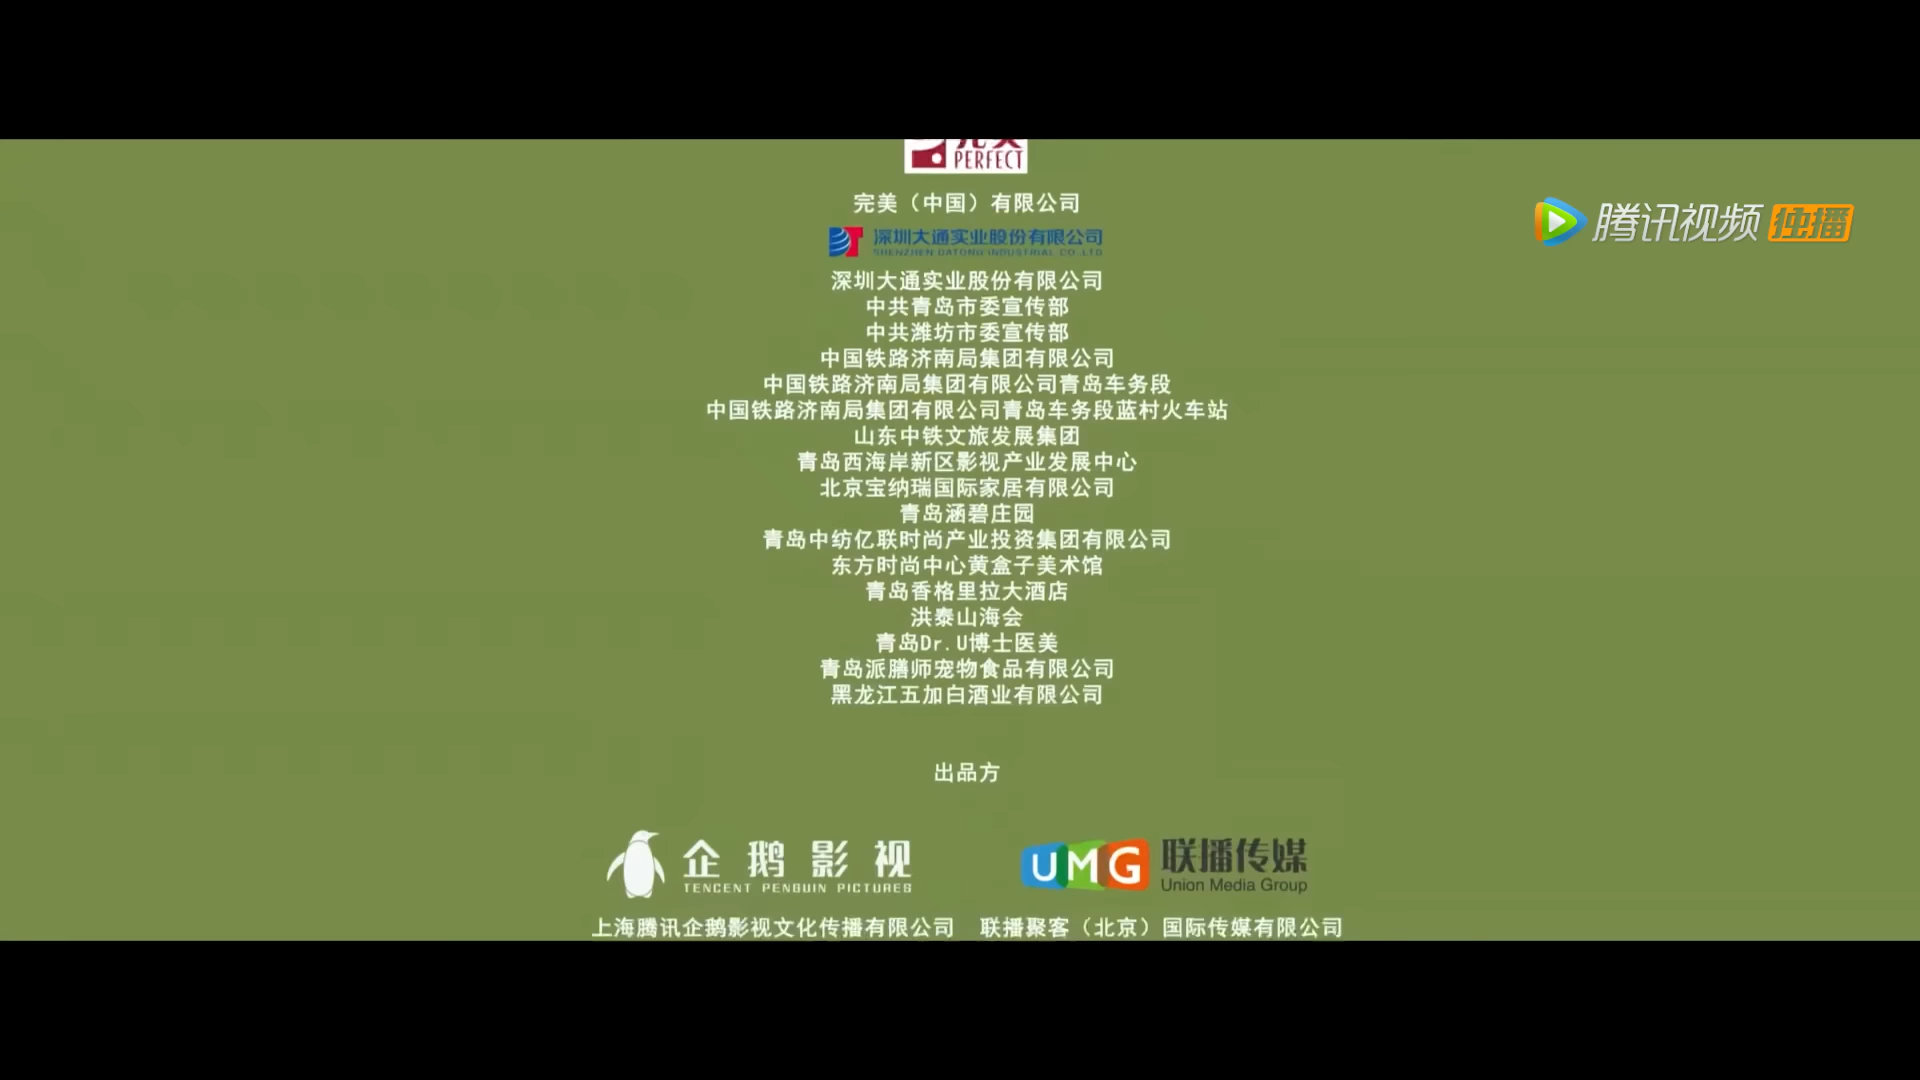 PERFECT
完美（中国）有限公司
腾讯视频 独播
深圳大通实业股份有限公司
SHENZHEN DATONG INDUSTRIAL CO.,LTD
深圳大通实业股份有限公司
中共青岛市委宣传部
中共潍坊市委宣传部
中国铁路济南局集团有限公司
中国铁路济南局集团有限公司青岛车务段
中国铁路济南局集团有限公司青岛车务段蓝村火车站
山东中铁文旅发展集团
青岛西海岸新区影视产业发展中心
北京宝纳瑞国际家居有限公司
青岛涵碧庄园
青岛中纺亿联时尚产业投资集团有限公司
东方时尚中心黄盒子美术馆
青岛香格里拉大酒店
洪泰山海会
青岛Dr.U博士医美
青岛派膳师宠物食品有限公司
黑龙江五加白酒业有限公司
出品方
企鹅影视
TENCENT PENGUIN PICTURES
UMG 联播传媒
Union Media Group
上海腾讯企鹅影视文化传播有限公司 联播聚客（北京）国际传媒有限公司